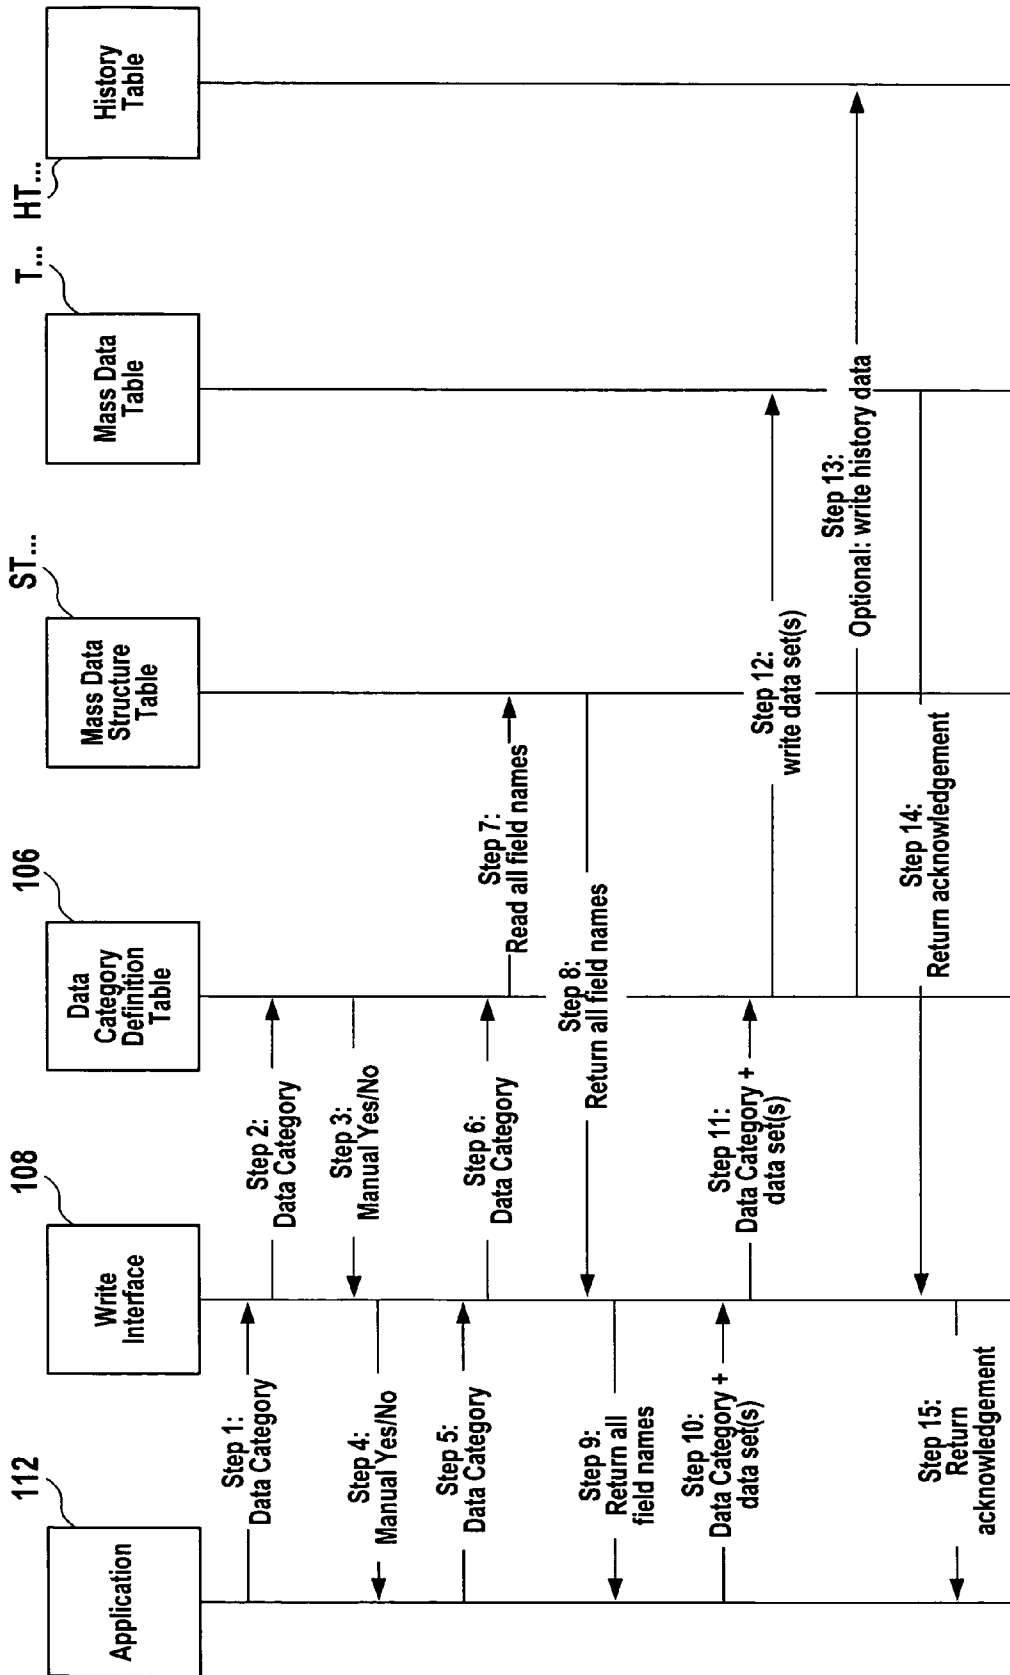 112
108
106
ST...
T...
HT...
Application
Write
Interface
Data
Category
Definition
Table
Mass Data
Structure
Table
Mass Data
Table
History
Table
Step 1:
Data Category
Step 2:
Data Category
Step 3:
Manual Yes/No
Step 4:
Manual Yes/No
Step 5:
Data Category
Step 6:
Data Category
Step 7:
Read all field names
Step 8:
Return all field names
Step 9:
Return all
field names
Step 10:
Data Category +
data set(s)
Step 11:
Data Category +
data set(s)
Step 12:
write data set(s)
Step 13:
Optional: write history data
Step 14:
Return acknowledgement
Step 15:
Return
acknowledgement